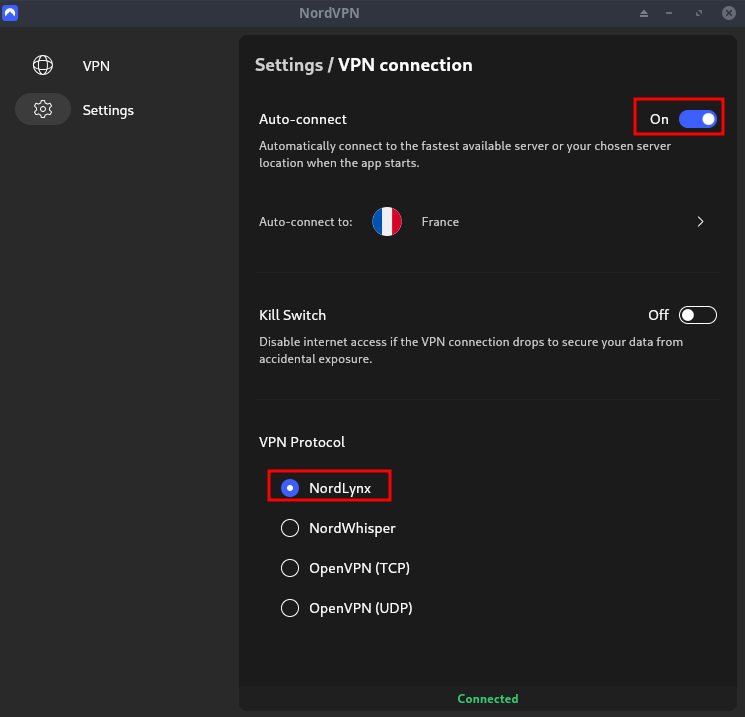 NordVPN
VPN
Settings
Settings / VPN connection
Auto-connect
On
Automatically connect to the fastest available server or your chosen server
location when the app starts.
Auto-connect to:
France
Kill Switch
Off
Disable internet access if the VPN connection drops to secure your data from
accidental exposure.
VPN Protocol
NordLynx
NordWhisper
OpenVPN (TCP)
OpenVPN (UDP)
Connected